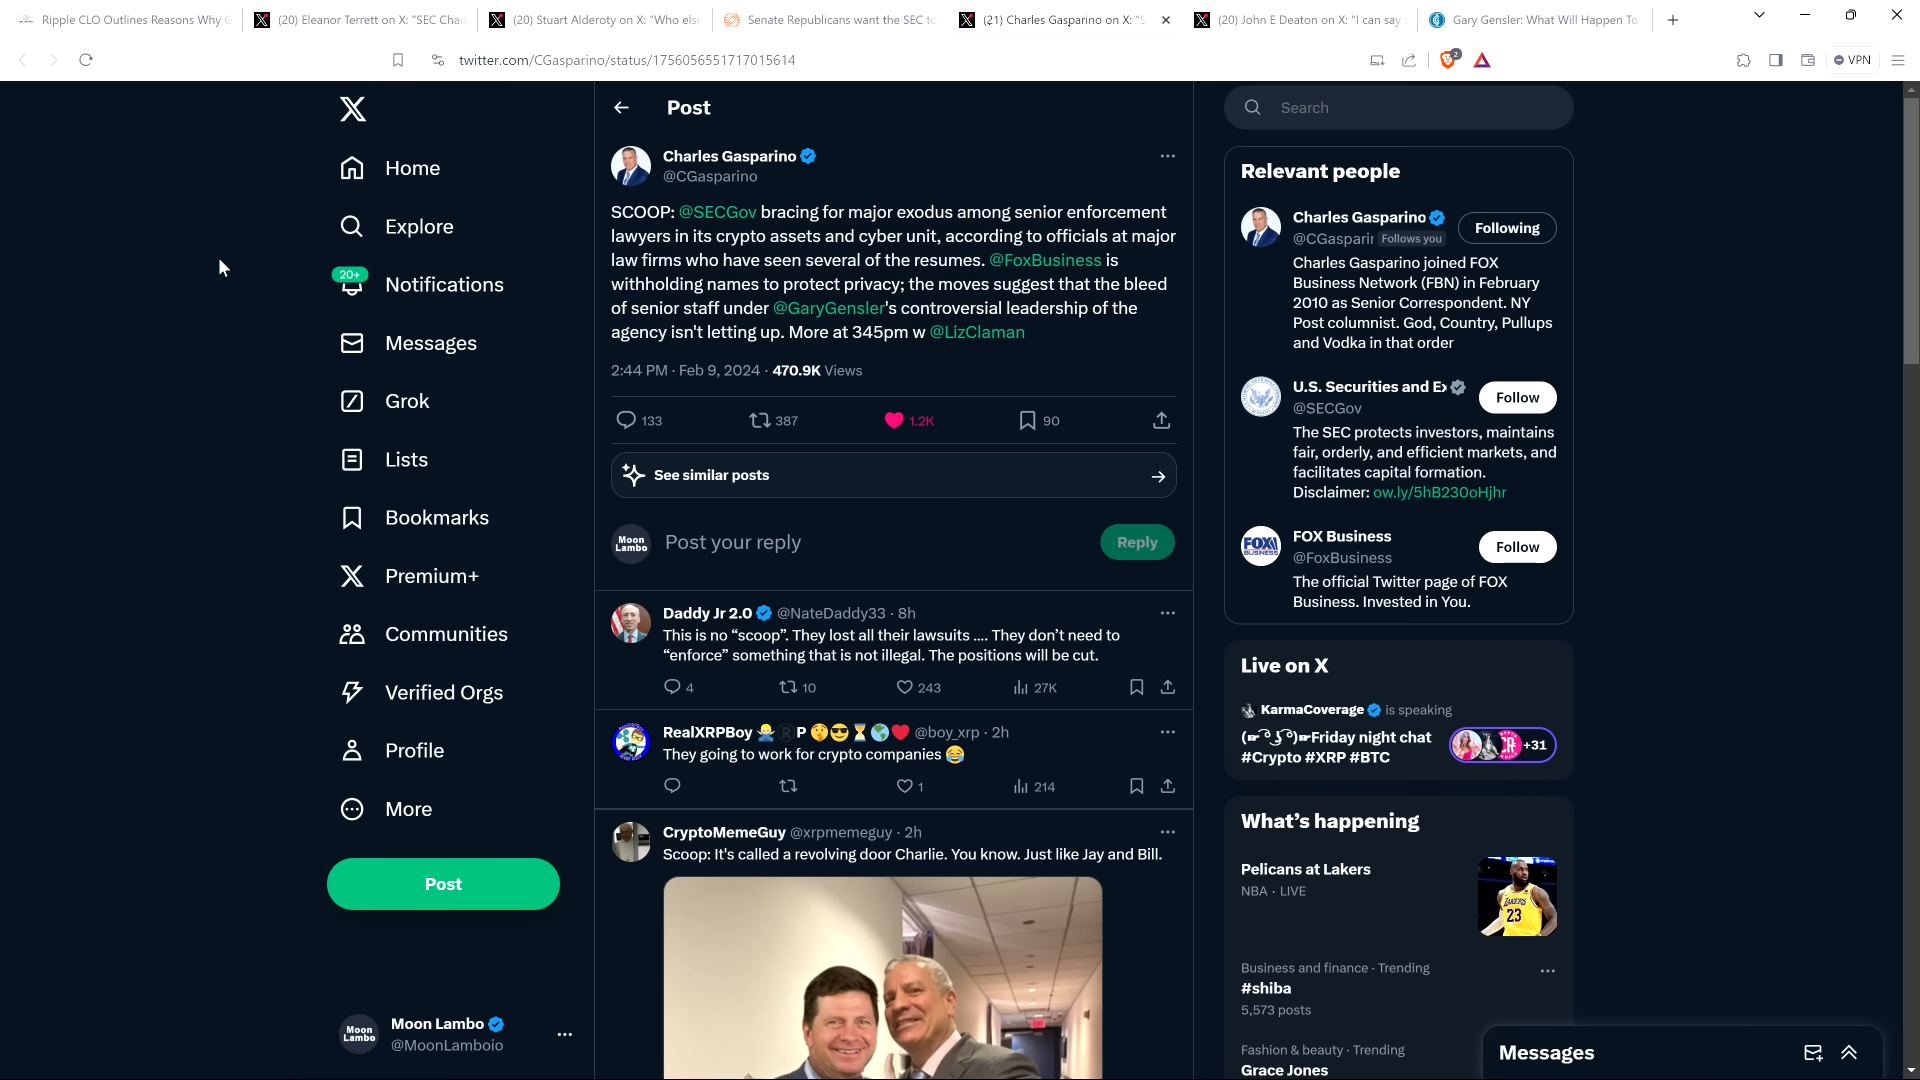 Ripple CLO Outlines Reasons Why G
(20) Eleanor Terrett on X: "SEC Chai
(20) Stuart Alderoty on X: "Who else
Senate Republicans want the SEC to
(21) Charles Gasparino on X: "S
(20) John E Deaton on X: "I can say
Gary Gensler: What Will Happen To
twitter.com/CGasparino/status/1756056551717015614
2
VPN
Home
Explore
20+
Notifications
Messages
Grok
Lists
Bookmarks
Premium+
Communities
Verified Orgs
Profile
More
Post
Moon Lambo
Moon Lambo
@MoonLamboio
Post
Charles Gasparino
@CGasparino
SCOOP: @SECGov bracing for major exodus among senior enforcement
lawyers in its crypto assets and cyber unit, according to officials at major
law firms who have seen several of the resumes. @FoxBusiness is
withholding names to protect privacy; the moves suggest that the bleed
of senior staff under @GaryGensler's controversial leadership of the
agency isn't letting up. More at 345pm w @LizClaman
2:44 PM · Feb 9, 2024 · 470.9K Views
133 387 1.2K 90
See similar posts
Moon Lambo
Post your reply
Reply
Daddy Jr 2.0 @NateDaddy33 · 8h
This is no “scoop”. They lost all their lawsuits .... They don’t need to
“enforce” something that is not illegal. The positions will be cut.
4 10 243 27K
RealXRPBoy 🙅‍♂️ ® P 🤫😎⏳🌎❤️ @boy_xrp · 2h
They going to work for crypto companies 😂
1 214
CryptoMemeGuy @xrpmemeguy · 2h
Scoop: It's called a revolving door Charlie. You know. Just like Jay and Bill.
Search
Relevant people
Charles Gasparino
@CGasparin Follows you
Following
Charles Gasparino joined FOX
Business Network (FBN) in February
2010 as Senior Correspondent. NY
Post columnist. God, Country, Pullups
and Vodka in that order
U.S. Securities and Ex
@SECGov
Follow
The SEC protects investors, maintains
fair, orderly, and efficient markets, and
facilitates capital formation.
Disclaimer: ow.ly/5hB230oHjhr
FOX BUSINESS
FOX Business
@FoxBusiness
Follow
The official Twitter page of FOX
Business. Invested in You.
Live on X
KarmaCoverage is speaking
(☞ ͡° ͜ʖ ͡°)☞Friday night chat
#Crypto #XRP #BTC
+31
What’s happening
Pelicans at Lakers
NBA · LIVE
LAKERS
23
Business and finance · Trending
#shiba
5,573 posts
Fashion & beauty · Trending
Grace Jones
Messages